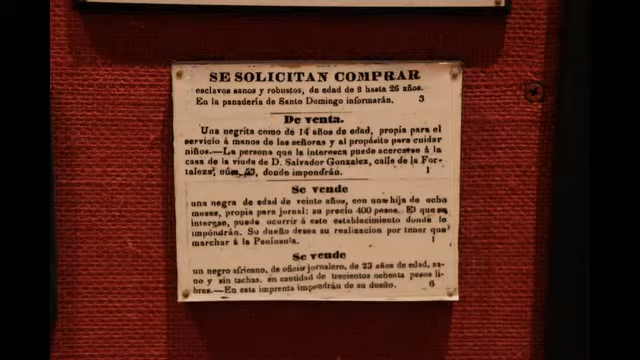 SE SOLICITAN COMPRAR
esclavos sanos y robustos, de edad de 8 hasta 26 años.
En la panadería de Santo Domingo informarán. 3
De venta.
Una negrita como de 14 años de edad, propia para el
servicio á manos de las señoras y al propósito para cuidar
niños.—La persona que la interesca puede acercarse á la
casa de la viuda de D. Salvador Gonzalez, calle de la For-
taleza, núm. 53, donde impondrán. 1
Se vende
una negra de edad de veinte años, con una hija de ocho
meses, propia para jornal: su precio 400 pesos. El que se
interese, puede ocurrir á este establecimiento donde le
impondrán. Su dueño desea su realizacion por tener que
marchar á la Península. 1
Se vende
un negro africano, de oficio jornalero, de 23 años de edad, sa-
no y sin tachas, en cantidad de trecientos ochenta pesos li-
bres.—En esta imprenta impondrán de su dueño. 6